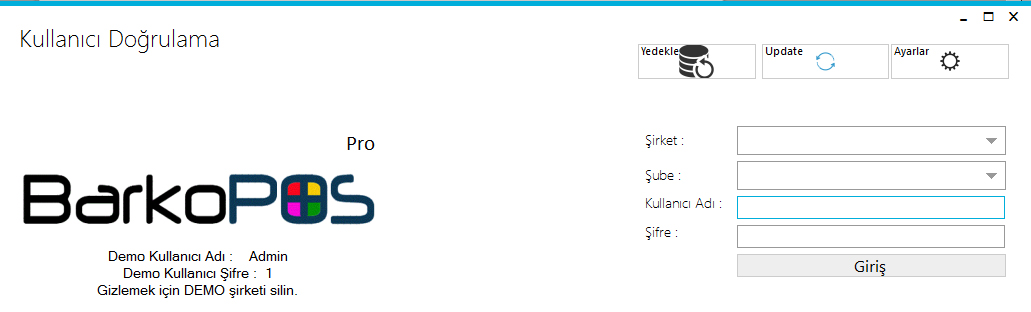 Kullanıcı Doğrulama
Yedekle
Update
Ayarlar
Pro
BarkoPOS
Demo Kullanıcı Adı : Admin
Demo Kullanıcı Şifre : 1
Gizlemek için DEMO şirketi silin.
Şirket :
Şube :
Kullanıcı Adı :
Şifre :
Giriş